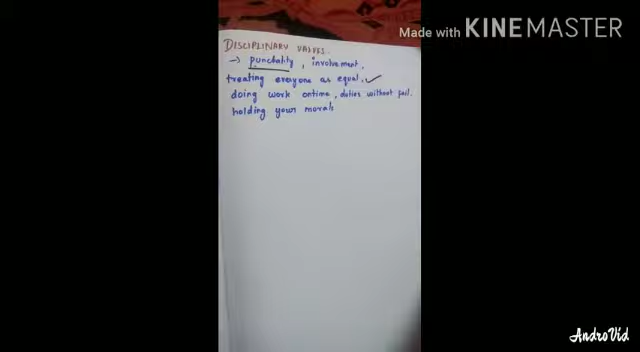 Made with KINEMASTER
DISCIPLINARY VALUES.
→ punctuality, involvement,
treating everyone as equal, ✓
doing work ontime, duties without fail.
holding your morals
AndroVid